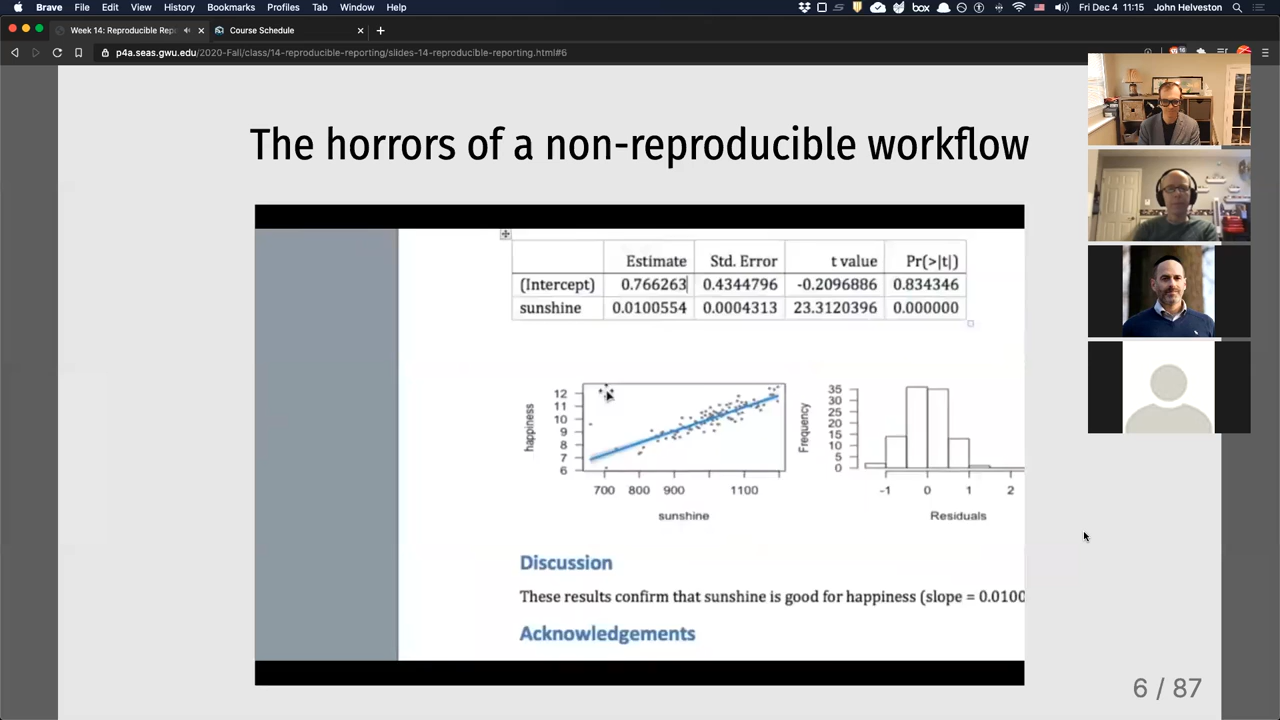 Brave File Edit View History Bookmarks Profiles Tab Window Help
box Fri Dec 4 11:15 John Helveston
Week 14: Reproducible Rep
Course Schedule
p4a.seas.gwu.edu/2020-Fall/class/14-reproducible-reporting/slides-14-reproducible-reporting.html#6
The horrors of a non-reproducible workflow
Estimate Std. Error t value Pr(>|t|)
(Intercept) 0.766263 0.4344796 -0.2096886 0.834346
sunshine 0.0100554 0.0004313 23.3120396 0.000000
happiness
12
11
10
9
8
7
6
700 800 900 1100
sunshine
Frequency
35
30
25
20
15
10
5
0
-1 0 1 2
Residuals
Discussion
These results confirm that sunshine is good for happiness (slope = 0.0100
Acknowledgements
6 / 87